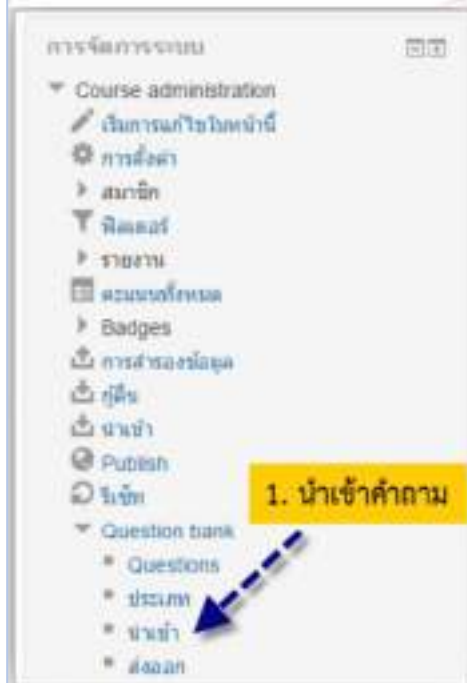 การจัดการระบบ
Course administration
เริ่มการแก้ไขในหน้านี้
การตั้งค่า
สมาชิก
ฟิลเตอร์
รายงาน
คะแนนทั้งหมด
Badges
การสำรองข้อมูล
กู้คืน
นำเข้า
Publish
รีเซ็ท
1. นำเข้าคำถาม
Question bank
Questions
ประเภท
นำเข้า
ส่งออก